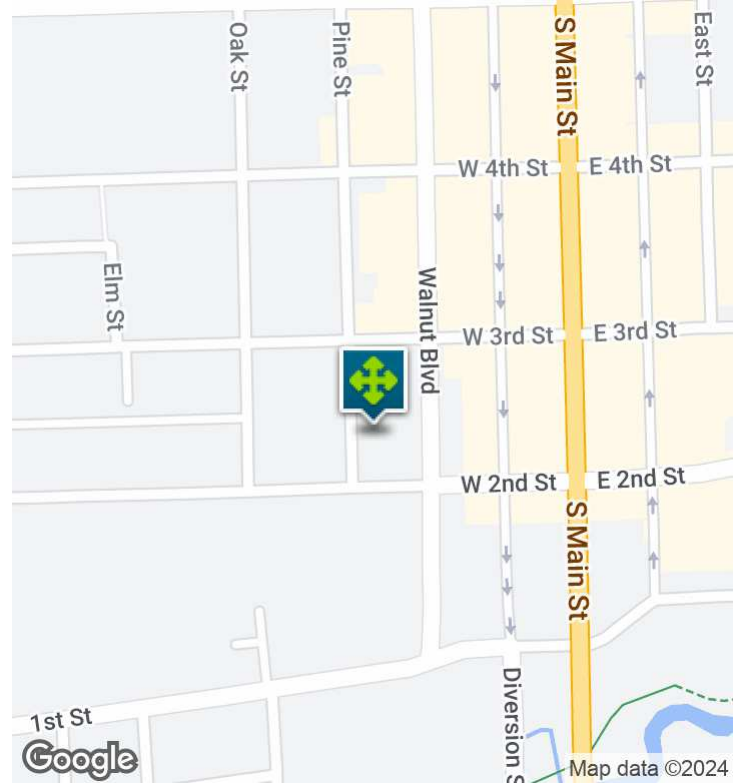 Oak St
Pine St
S Main St
East St
W 4th St
E 4th St
Elm St
Walnut Blvd
W 3rd St
E 3rd St
W 2nd St
E 2nd St
S Main St
1st St
Diversion S
Google
Map data ©2024